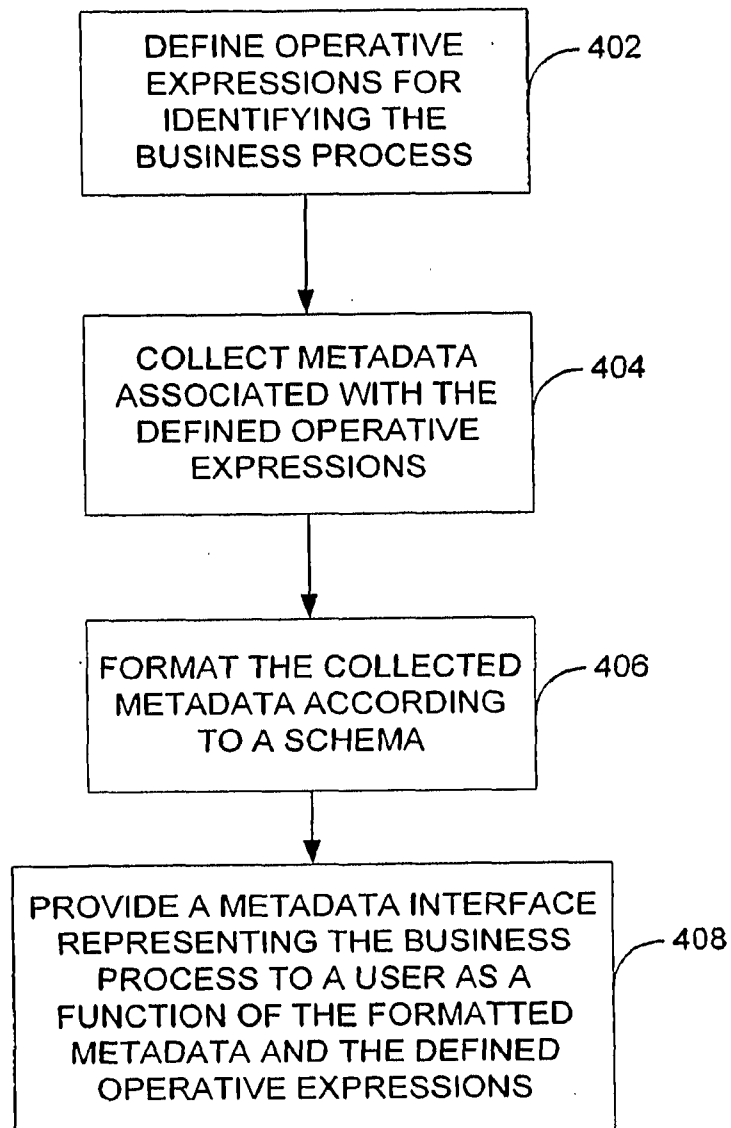 DEFINE OPERATIVE
EXPRESSIONS FOR
IDENTIFYING THE
BUSINESS PROCESS
402
COLLECT METADATA
ASSOCIATED WITH THE
DEFINED OPERATIVE
EXPRESSIONS
404
FORMAT THE COLLECTED
METADATA ACCORDING
TO A SCHEMA
406
PROVIDE A METADATA INTERFACE
REPRESENTING THE BUSINESS
PROCESS TO A USER AS A
FUNCTION OF THE FORMATTED
METADATA AND THE DEFINED
OPERATIVE EXPRESSIONS
408